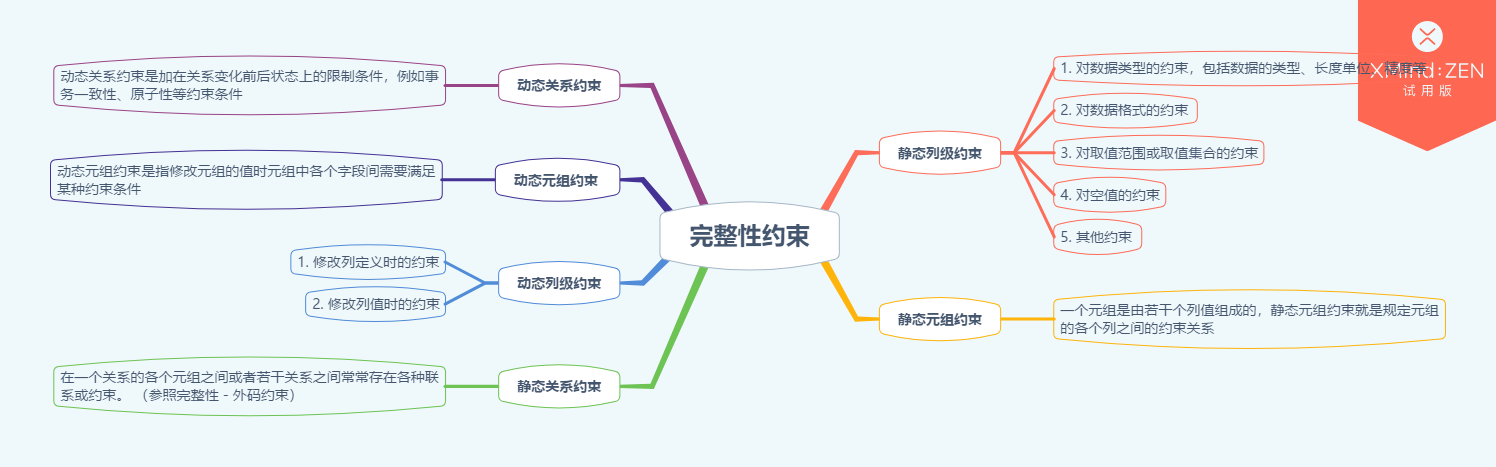 完整性约束
静态列级约束
1. 对数据类型的约束，包括数据的类型、长度单位、精度等
2. 对数据格式的约束
3. 对取值范围或取值集合的约束
4. 对空值的约束
5. 其他约束
静态元组约束
一个元组是由若干个列值组成的，静态元组约束就是规定元组
的各个列之间的约束关系
动态关系约束
动态关系约束是加在关系变化前后状态上的限制条件，例如事
务一致性、原子性等约束条件
动态元组约束
动态元组约束是指修改元组的值时元组中各个字段间需要满足
某种约束条件
动态列级约束
1. 修改列定义时的约束
2. 修改列值时的约束
静态关系约束
在一个关系的各个元组之间或者若干关系之间常常存在各种联
系或约束。 （参照完整性 - 外码约束）
XMind:ZEN
试用版